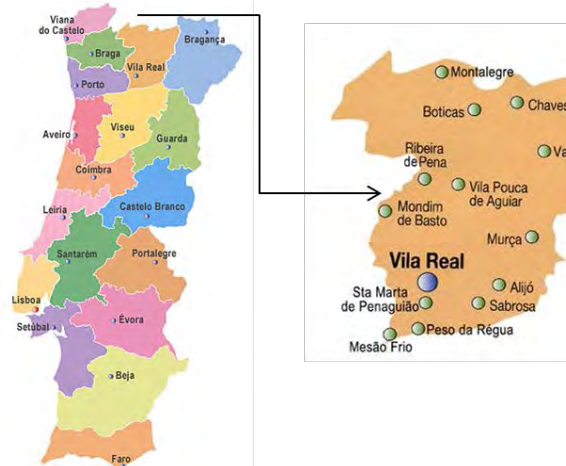 Viana
do Castelo
Braga
Vila Real
Bragança
Porto
Aveiro
Viseu
Guarda
Coimbra
Leiria
Castelo Branco
Santarém
Portalegre
Lisboa
Setúbal
Évora
Beja
Faro
Montalegre
Boticas
Chaves
Va
Ribeira
de Pena
Vila Pouca
de Aguiar
Mondim
de Basto
Murça
Vila Real
Alijó
Sta Marta
de Penaguião
Sabrosa
Peso da Régua
Mesão Frio